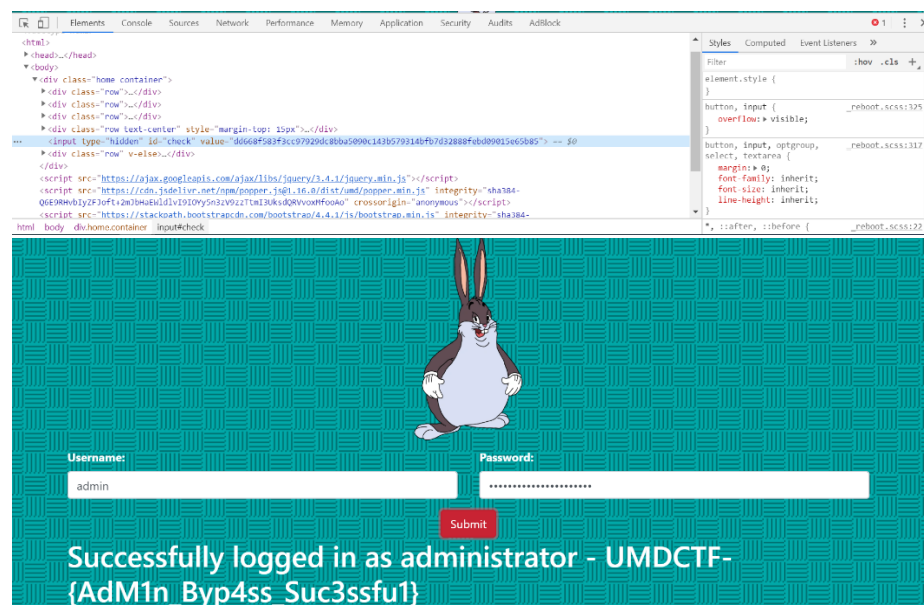 Elements Console Sources Network Performance Memory Application Security Audits AdBlock 1
<html>
<head>…</head>
<body>
<div class="home container">
<div class="row">…</div>
<div class="row">…</div>
<div class="row">…</div>
<div class="row text-center" style="margin-top: 15px">…</div>
… <input type="hidden" id="check" value="dd668f583f3cc97929dc8bba5090c143b579314bfb7d32888febd09015e65b85"> == $0
<div class="row" v-else>…</div>
</div>
<script src="https://ajax.googleapis.com/ajax/libs/jquery/3.4.1/jquery.min.js"></script>
<script src="https://cdn.jsdelivr.net/npm/popper.js@1.16.0/dist/umd/popper.min.js" integrity="sha384-
Q6E9RHvbIyZFJoft+2mJbHaEWldlvI9IOYy5n3zV9zzTtmI3UksdQRVvoxMfooAo" crossorigin="anonymous"></script>
<script src="https://stackpath.bootstrapcdn.com/bootstrap/4.4.1/js/bootstrap.min.js" integrity="sha384-
html body div.home.container input#check
Styles Computed Event Listeners »
Filter :hov .cls +
element.style {
}
button, input { _reboot.scss:325
overflow: visible;
}
button, input, optgroup, _reboot.scss:317
select, textarea {
margin: 0;
font-family: inherit;
font-size: inherit;
line-height: inherit;
}
*, ::after, ::before { _reboot.scss:22
Username: Password:
admin
Submit
Successfully logged in as administrator - UMDCTF-
{AdM1n_Byp4ss_Suc3ssfu1}